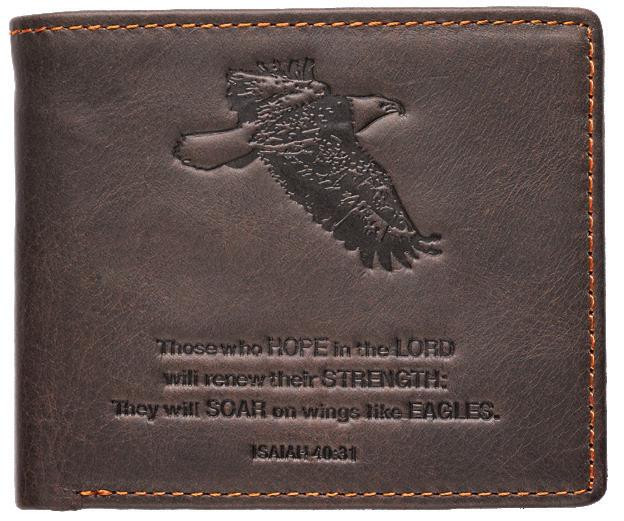 Those who HOPE in the LORD
will renew their STRENGTH:
They will SOAR on wings like EAGLES.
ISAIAH 40:31